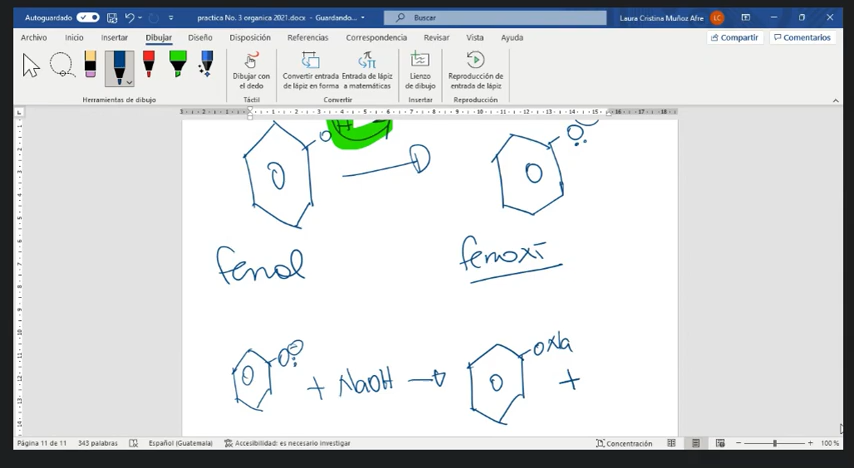 Autoguardado practica No. 3 organica 2021.docx - Guardando... Buscar Laura Cristina Muñoz Afre LC
Archivo Inicio Insertar Dibujar Diseño Disposición Referencias Correspondencia Revisar Vista Ayuda Compartir Comentarios
Dibujar con el dedo
Convertir entrada de lápiz en forma
Entrada de lápiz a matemáticas
Lienzo de dibujo
Reproducción de entrada de lápiz
Herramientas de dibujo Táctil Convertir Insertar Reproducción
O H
O
fenol
fenoxi
O⊖ + NaOH → ONa +
Página 11 de 11 343 palabras Español (Guatemala) Accesibilidad: es necesario investigar Concentración 100 %